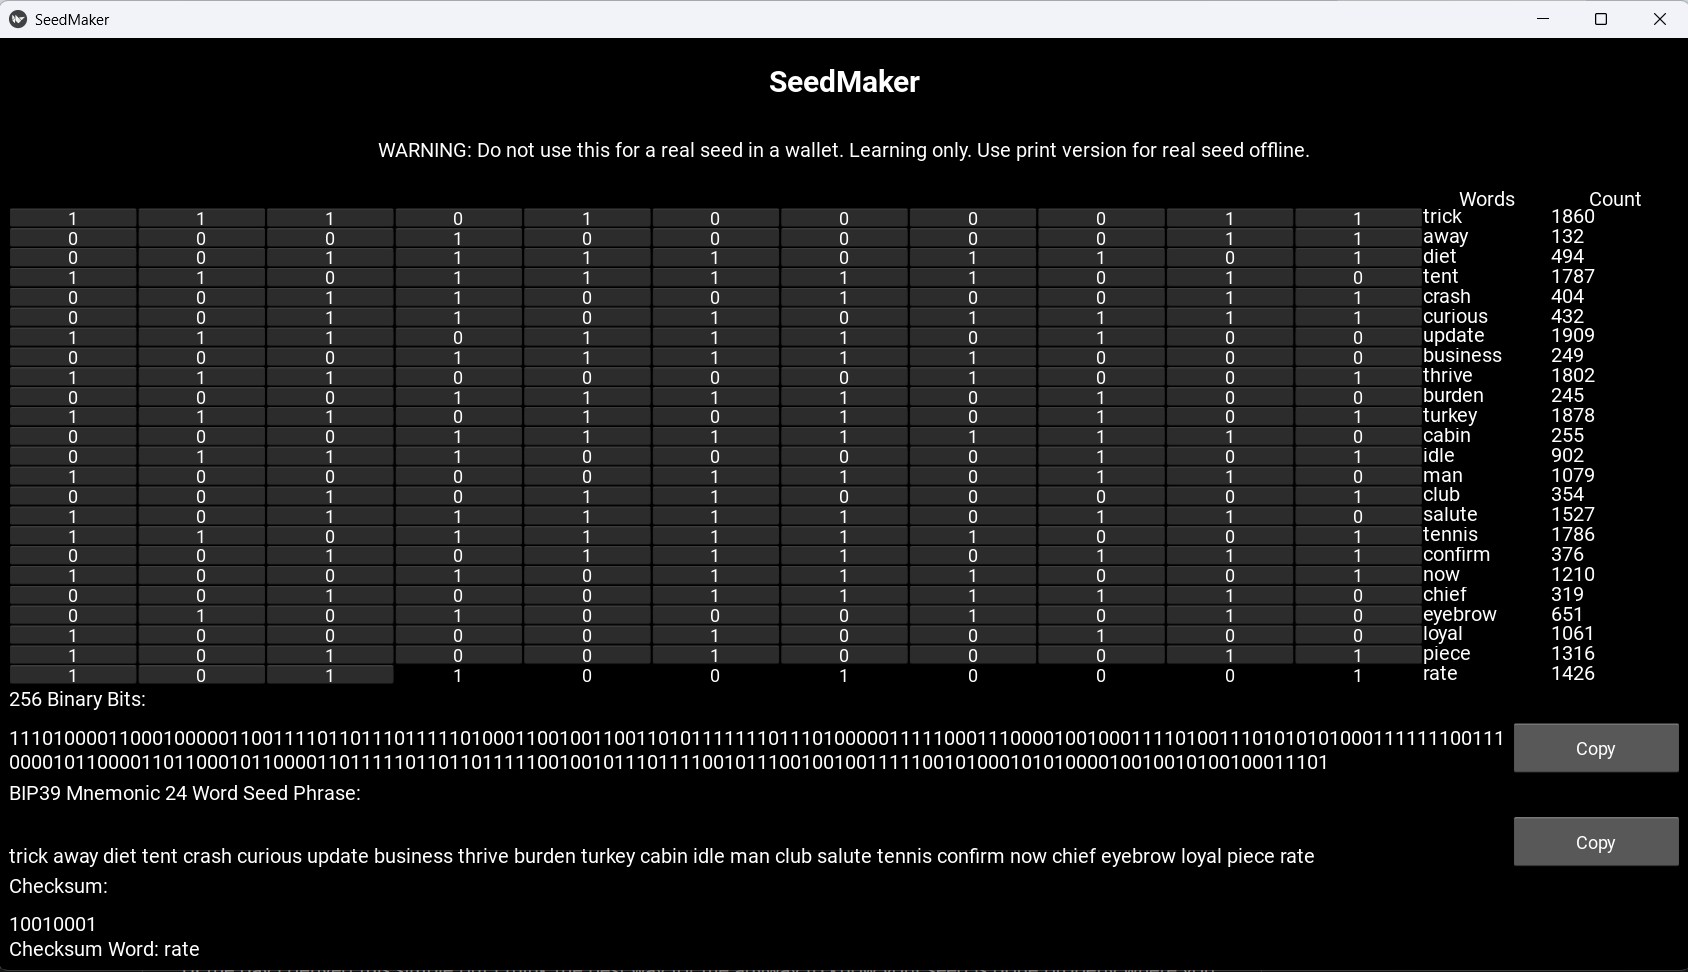 SeedMaker
SeedMaker
WARNING: Do not use this for a real seed in a wallet. Learning only. Use print version for real seed offline.
Words Count
1 1 1 0 1 0 0 0 0 1 1 trick 1860
0 0 0 1 0 0 0 0 0 1 1 away 132
0 0 1 1 1 1 0 1 1 0 1 diet 494
1 1 0 1 1 1 1 1 0 1 0 tent 1787
0 0 1 1 0 0 1 0 0 1 1 crash 404
0 0 1 1 0 1 0 1 1 1 1 curious 432
1 1 1 0 1 1 1 0 1 0 0 update 1909
0 0 0 1 1 1 1 1 0 0 0 business 249
1 1 1 0 0 0 0 1 0 0 1 thrive 1802
0 0 0 1 1 1 1 0 1 0 0 burden 245
1 1 1 0 1 0 1 0 1 0 1 turkey 1878
0 0 0 1 1 1 1 1 1 1 0 cabin 255
0 1 1 1 0 0 0 0 1 0 1 idle 902
1 0 0 0 0 1 1 0 1 1 0 man 1079
0 0 1 0 1 1 0 0 0 0 1 club 354
1 0 1 1 1 1 1 0 1 1 0 salute 1527
1 1 0 1 1 1 1 1 0 0 1 tennis 1786
0 0 1 0 1 1 1 0 1 1 1 confirm 376
1 0 0 1 0 1 1 1 0 0 1 now 1210
0 0 1 0 0 1 1 1 1 1 0 chief 319
0 1 0 1 0 0 0 1 0 1 0 eyebrow 651
1 0 0 0 0 1 0 0 1 0 0 loyal 1061
1 0 1 0 0 1 0 0 0 1 1 piece 1316
1 0 1 1 0 0 1 0 0 0 1 rate 1426
256 Binary Bits:
1110100001100010000011001111011011101111101000110010011001101011111110111010000011111000111000010010001111010011101010101000111111100111
000010110000110110001011000011011111011011011111001001011101111001011100100100111110010100010101000010010010100100011101
Copy
BIP39 Mnemonic 24 Word Seed Phrase:
trick away diet tent crash curious update business thrive burden turkey cabin idle man club salute tennis confirm now chief eyebrow loyal piece rate
Copy
Checksum:
10010001
Checksum Word: rate